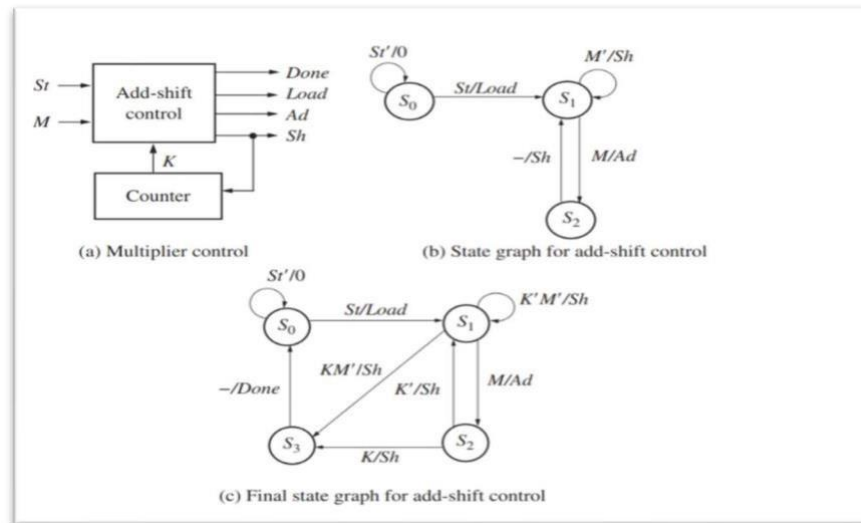 St
M
Add-shift
control
Done
Load
Ad
Sh
K
Counter
(a) Multiplier control
St'/0
S0
St/Load
M'/Sh
S1
–/Sh
M/Ad
S2
(b) State graph for add-shift control
St'/0
S0
St/Load
K'M'/Sh
S1
KM'/Sh
K'/Sh
M/Ad
–/Done
S3
K/Sh
S2
(c) Final state graph for add-shift control